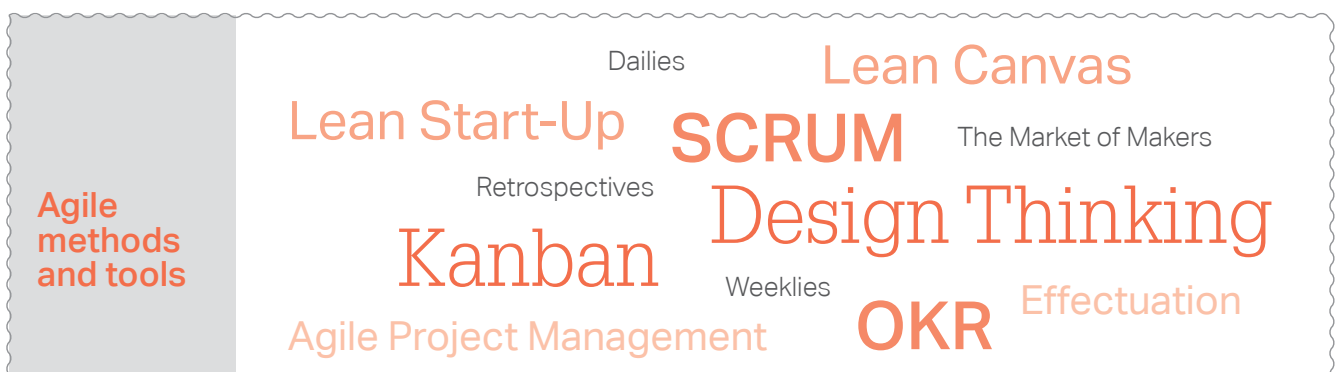 Agile
methods
and tools
Dailies
Lean Canvas
Lean Start-Up
SCRUM
The Market of Makers
Retrospectives
Design Thinking
Kanban
Weeklies
Effectuation
Agile Project Management
OKR